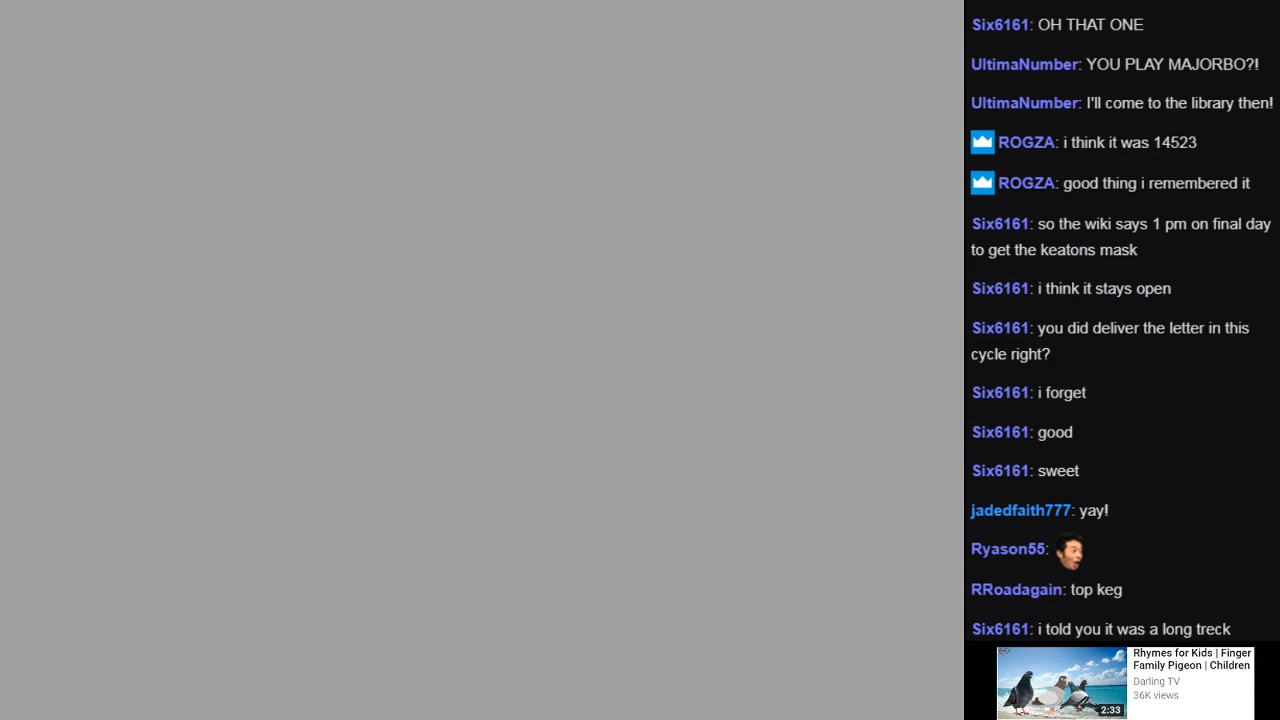 Six6161: OH THAT ONE
UltimaNumber: YOU PLAY MAJORBO?!
UltimaNumber: I'll come to the library then!
ROGZA: i think it was 14523
ROGZA: good thing i remembered it
Six6161: so the wiki says 1 pm on final day
to get the keatons mask
Six6161: i think it stays open
Six6161: you did deliver the letter in this
cycle right?
Six6161: i forget
Six6161: good
Six6161: sweet
jadedfaith777: yay!
Ryason55:
RRoadagain: top keg
Six6161: i told you it was a long treck
Rhymes for Kids | Finger
Family Pigeon | Children
Darling TV
36K views
2:33